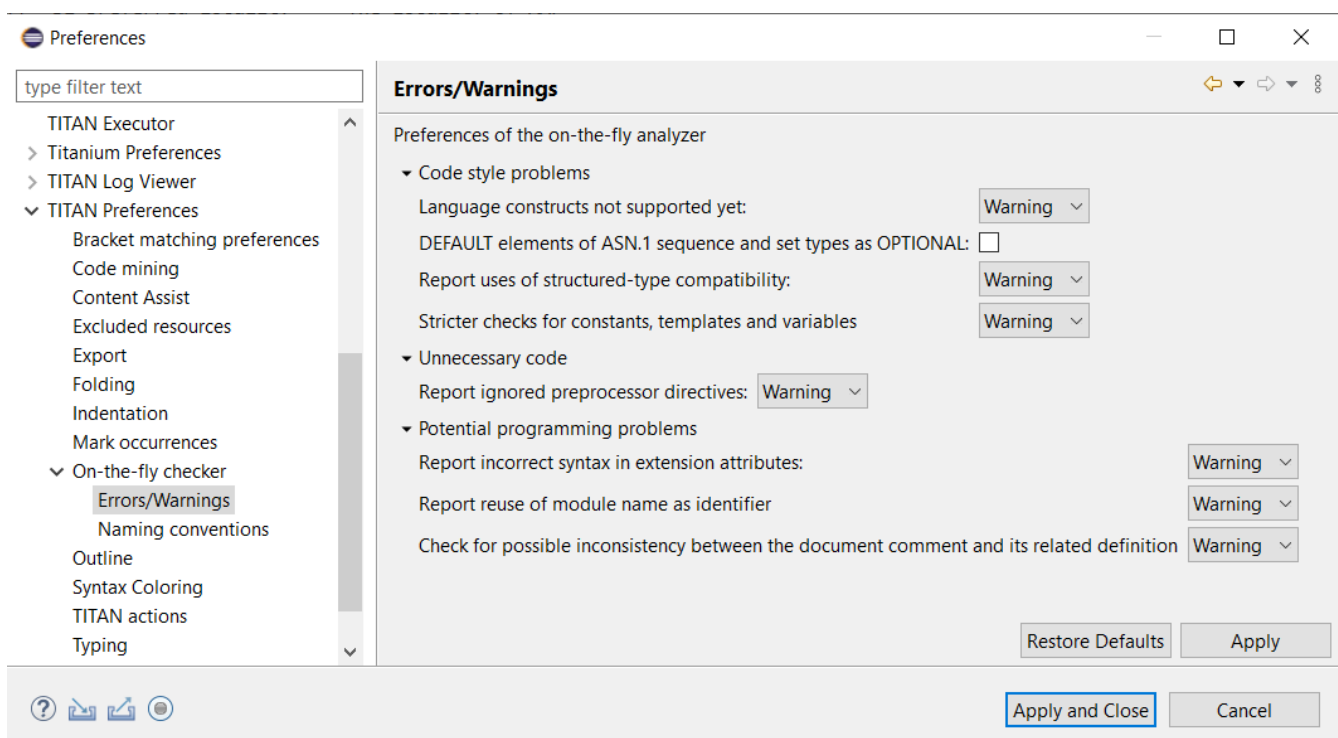 Preferences
type filter text
TITAN Executor
Titanium Preferences
TITAN Log Viewer
TITAN Preferences
Bracket matching preferences
Code mining
Content Assist
Excluded resources
Export
Folding
Indentation
Mark occurrences
On-the-fly checker
Errors/Warnings
Naming conventions
Outline
Syntax Coloring
TITAN actions
Typing
Errors/Warnings
Preferences of the on-the-fly analyzer
Code style problems
Language constructs not supported yet: Warning
DEFAULT elements of ASN.1 sequence and set types as OPTIONAL:
Report uses of structured-type compatibility: Warning
Stricter checks for constants, templates and variables Warning
Unnecessary code
Report ignored preprocessor directives: Warning
Potential programming problems
Report incorrect syntax in extension attributes: Warning
Report reuse of module name as identifier Warning
Check for possible inconsistency between the document comment and its related definition Warning
Restore Defaults Apply
Apply and Close Cancel